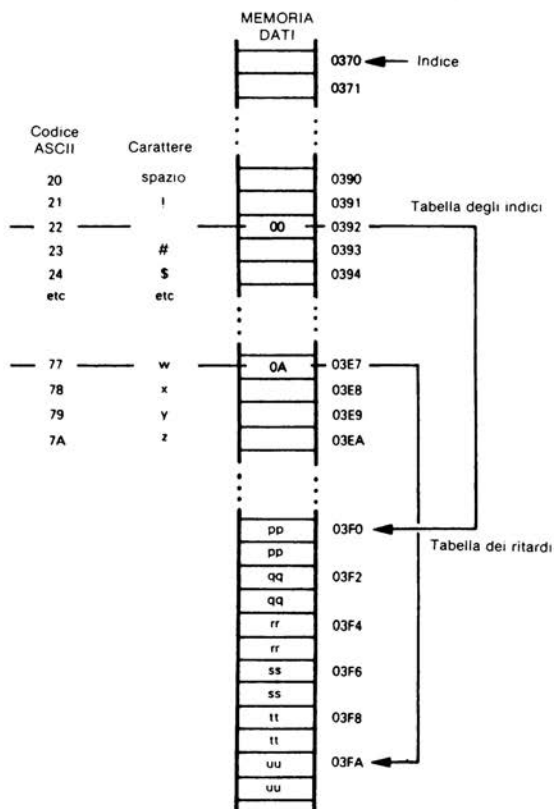 MEMORIA
DATI
0370 Indice
0371
Codice
ASCII Carattere
20 spazio 0390
21 ! 0391
Tabella degli indici
22 00 0392
23 # 0393
24 $ 0394
etc etc
77 w 0A 03E7
78 x 03E8
79 y 03E9
7A z 03EA
pp 03F0
pp Tabella dei ritardi
qq 03F2
qq
rr 03F4
rr
ss 03F6
ss
tt 03F8
tt
uu 03FA
uu